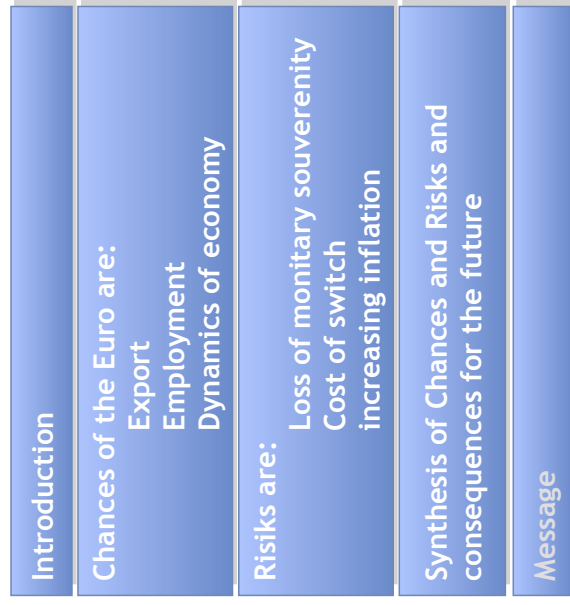 Introduction
Chances of the Euro are:
Export
Employment
Dynamics of economy
Risiks are:
Loss of monitary souverenity
Cost of switch
increasing inflation
Synthesis of Chances and Risks and
consequences for the future
Message